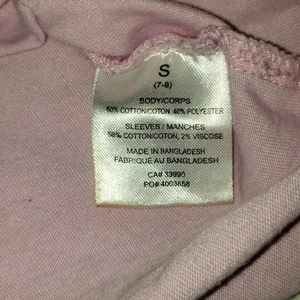 S
(7-8)
BODY/CORPS
60% COTTON/COTON, 40% POLYESTER
SLEEVES / MANCHES
98% COTTON/COTON, 2% VISCOSE
MADE IN BANGLADESH
FABRIQUÉ AU BANGLADESH
CA# 33990
PO# 4003658